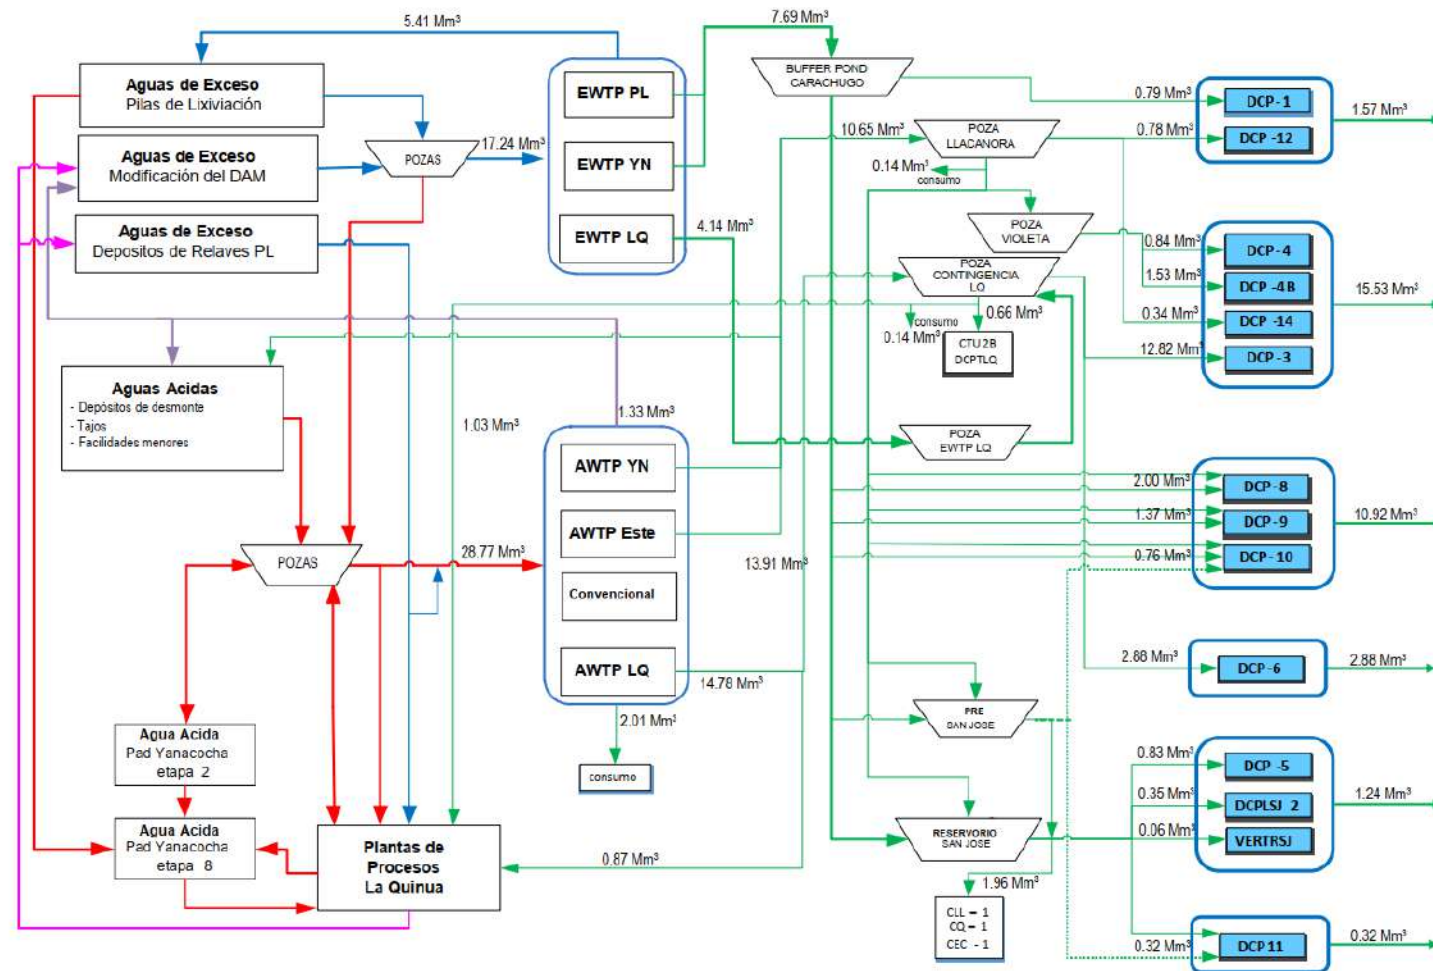 5.41 Mm³
7.69 Mm³
Aguas de Exceso
Pilas de Lixiviación
Aguas de Exceso
Modificación del DAM
Aguas de Exceso
Depositos de Relaves PL
POZAS
17.24 Mm³
EWTP PL
EWTP YN
EWTP LQ
4.14 Mm³
BUFFER POND
CARACHUGO
10.65 Mm³
POZA
LLACANORA
0.14 Mm³
consumo
POZA
VIOLETA
POZA
CONTINGENCIA
LQ
0.66 Mm³
consumo
0.14 Mm³
CTU2B
DCPTLQ
POZA
EWTP LQ
0.79 Mm³
DCP-1
0.78 Mm³
DCP -12
1.57 Mm³
0.84 Mm³
DCP -4
1.53 Mm³
DCP -4B
0.34 Mm³
DCP -14
12.82 Mm³
DCP -3
15.53 Mm³
Aguas Acidas
- Depósitos de desmonte
- Tajos
- Facilidades menores
1.03 Mm³
1.33 Mm³
AWTP YN
AWTP Este
Convencional
AWTP LQ
POZAS
28.77 Mm³
13.91 Mm³
14.78 Mm³
2.01 Mm³
consumo
2.00 Mm³
DCP -8
1.37 Mm³
DCP -9
0.76 Mm³
DCP -10
10.92 Mm³
2.88 Mm³
DCP -6
2.88 Mm³
PRE
SAN JOSE
Agua Acida
Pad Yanacocha
etapa 2
Agua Acida
Pad Yanacocha
etapa 8
Plantas de
Procesos
La Quinua
0.87 Mm³
RESERVORIO
SAN JOSE
1.96 Mm³
CLL – 1
CQ – 1
CEC - 1
0.83 Mm³
DCP -5
0.35 Mm³
DCPLSJ 2
0.06 Mm³
VERTRSJ
1.24 Mm³
0.32 Mm³
DCP 11
0.32 Mm³